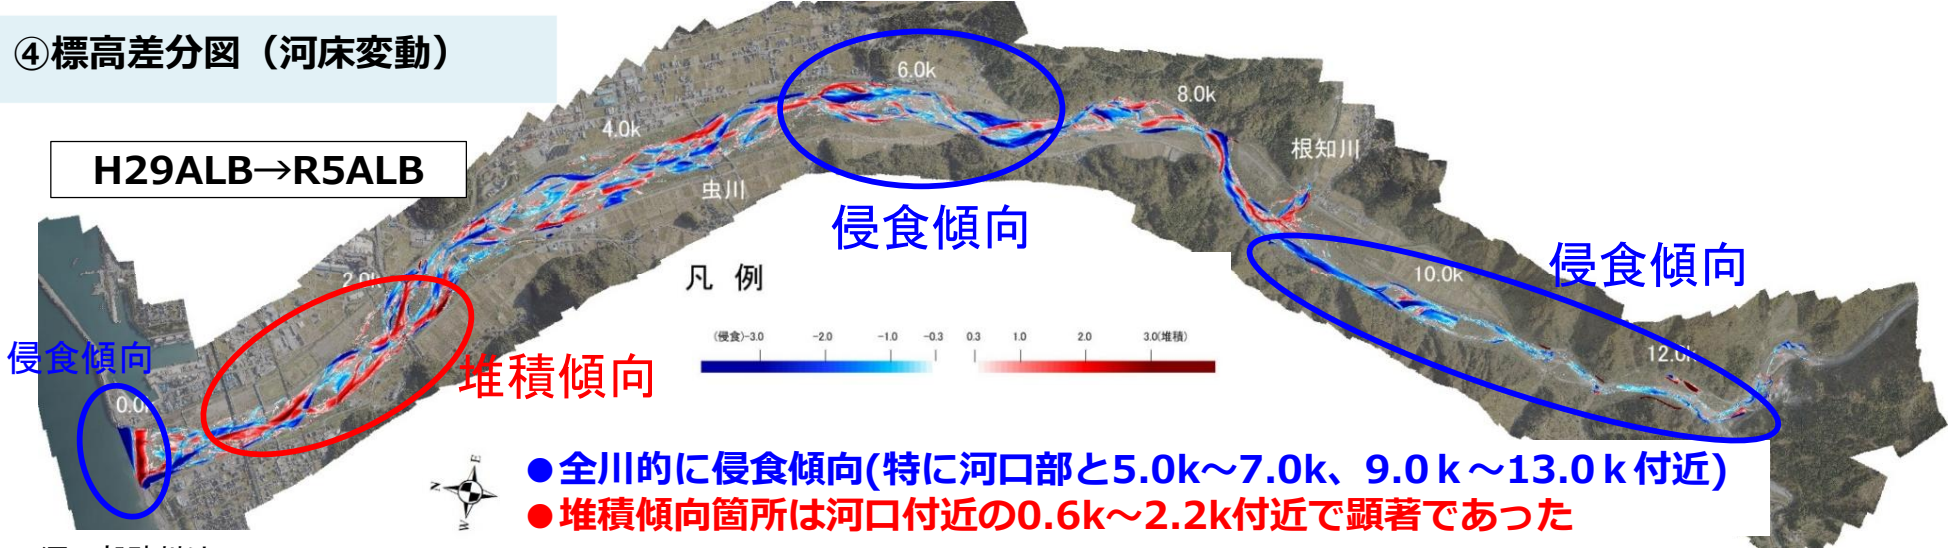 ④標高差分図（河床変動）
H29ALB→R5ALB
6.0k
8.0k
4.0k
根知川
虫川
侵食傾向
侵食傾向
凡 例
2.0k
10.0k
(侵食)-3.0 -2.0 -1.0 -0.3 0.3 1.0 2.0 3.0(堆積)
侵食傾向
堆積傾向
12.0k
0.0k
N E W S
●全川的に侵食傾向(特に河口部と5.0k～7.0k、9.0ｋ～13.0ｋ付近)
●堆積傾向箇所は河口付近の0.6k～2.2k付近で顕著であった